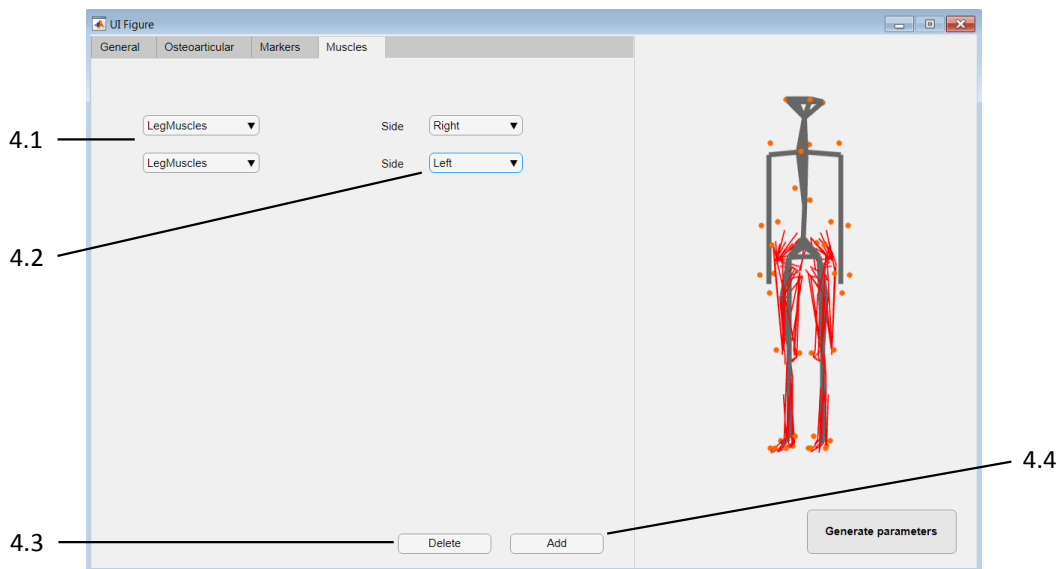 UI Figure
General Osteoarticular Markers Muscles
4.1
LegMuscles Side Right
LegMuscles Side Left
4.2
4.4
Generate parameters
4.3
Delete Add